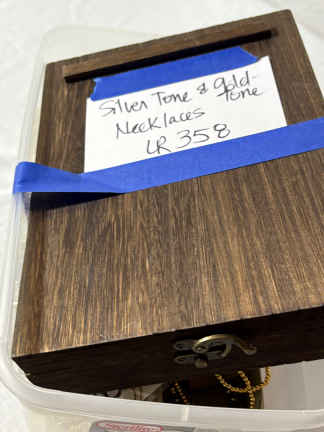 Silver Tone & gold-
tone
Necklaces
LR 358